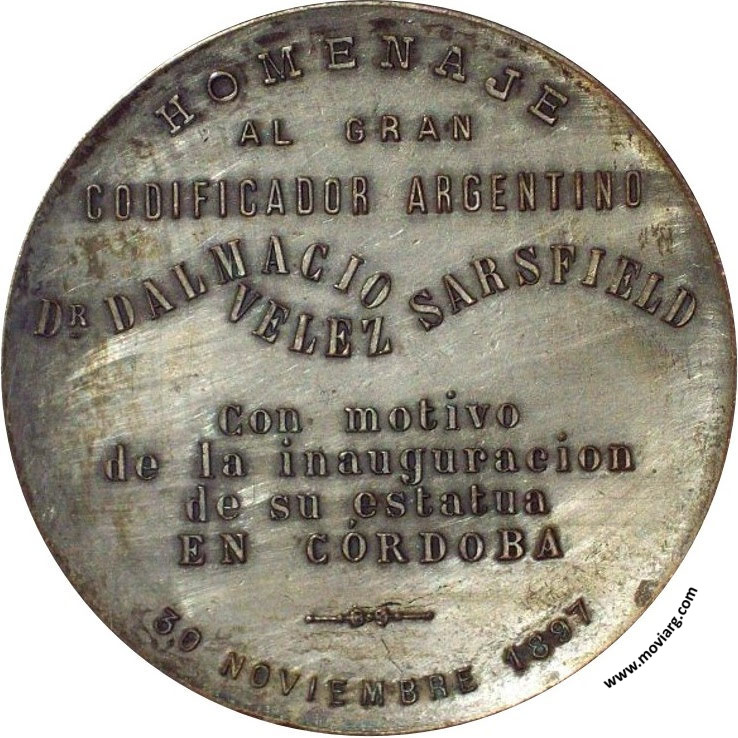 HOMENAJE
AL GRAN
CODIFICADOR ARGENTINO
DR DALMACIO VELEZ SARSFIELD
Con motivo
de la inauguracion
de su estatua
EN CÓRDOBA
30 NOVIEMBRE 1897
www.moviarg.com